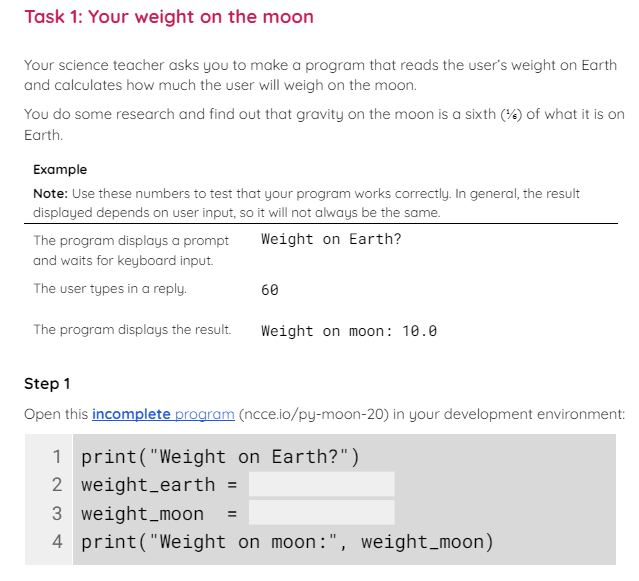 Task 1: Your weight on the moon
Your science teacher asks you to make a program that reads the user's weight on Earth
and calculates how much the user will weigh on the moon.
You do some research and find out that gravity on the moon is a sixth (⅙) of what it is on
Earth.
Example
Note: Use these numbers to test that your program works correctly. In general, the result
displayed depends on user input, so it will not always be the same.
The program displays a prompt
and waits for keyboard input.
Weight on Earth?
The user types in a reply.
60
The program displays the result.
Weight on moon: 10.0
Step 1
Open this incomplete program (ncce.io/py-moon-20) in your development environment:
1 print("Weight on Earth?")
2 weight_earth =
3 weight_moon =
4 print("Weight on moon:", weight_moon)